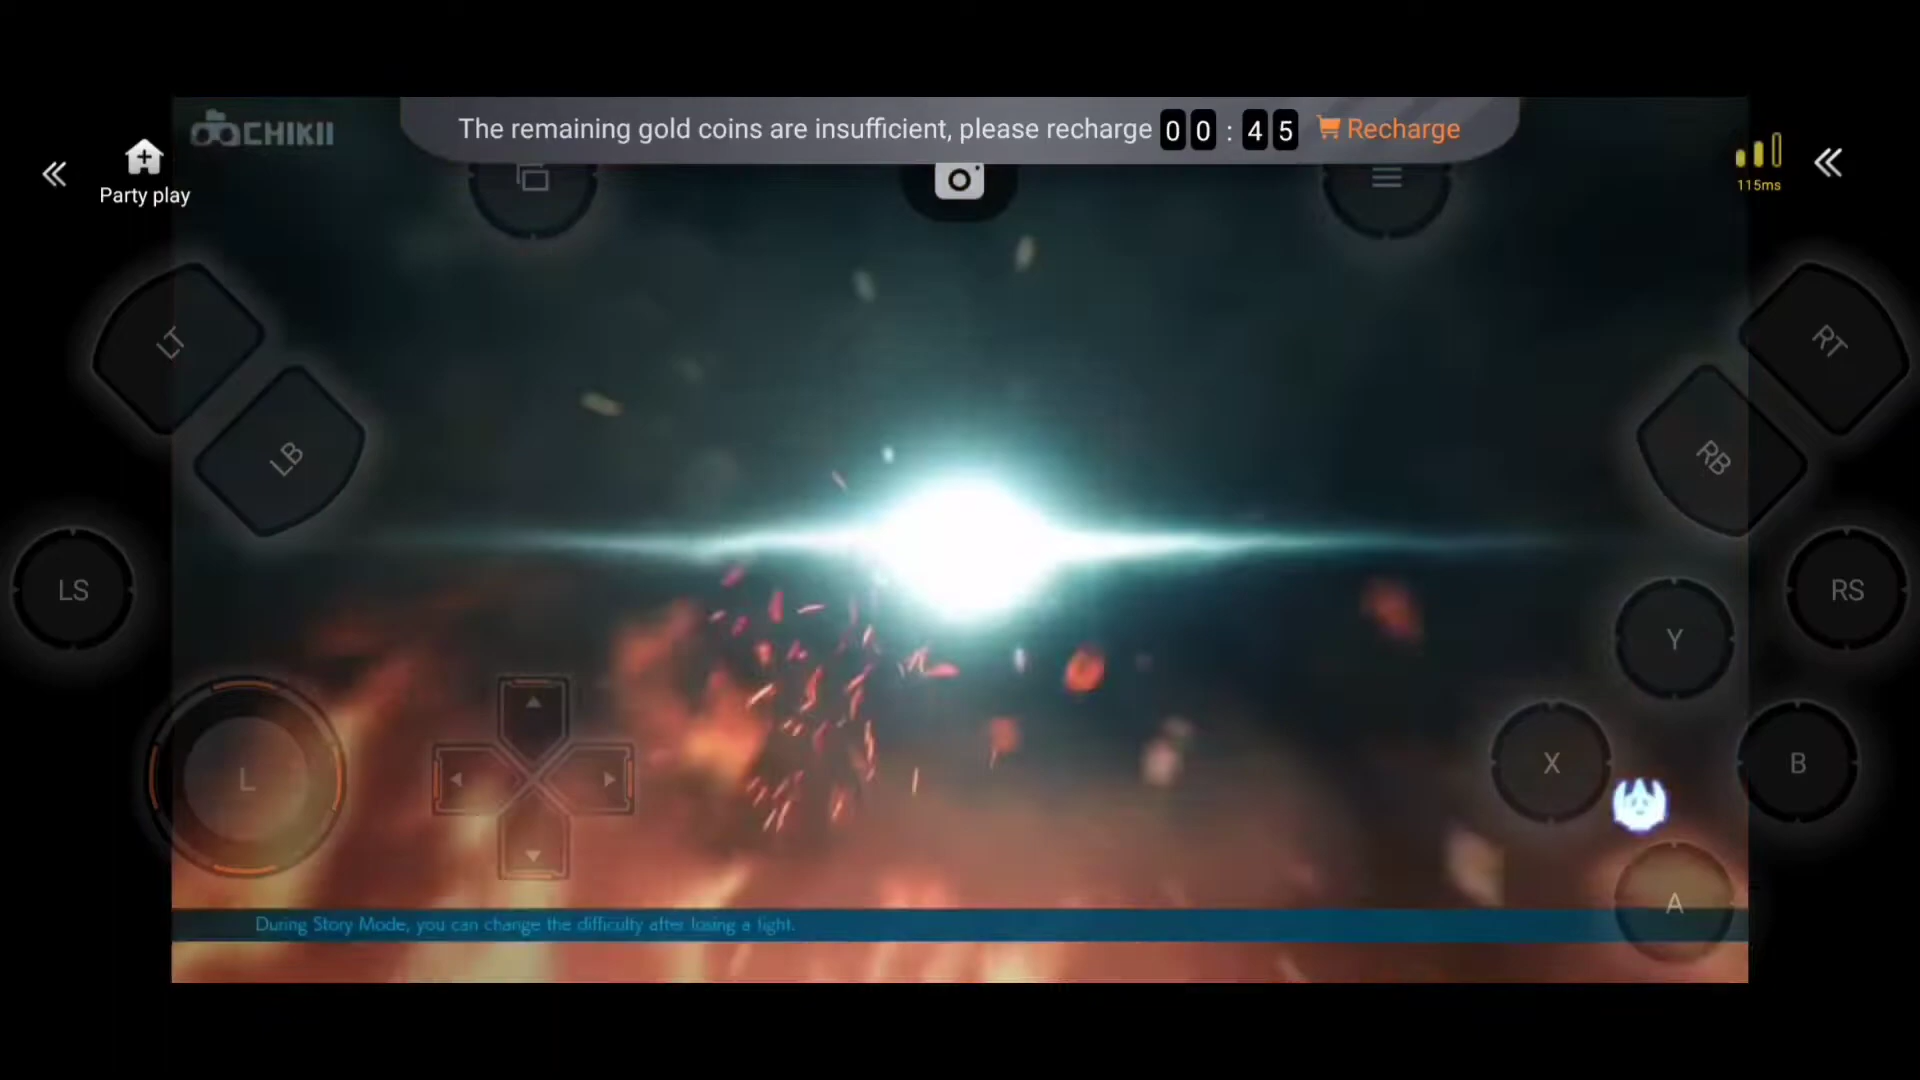 CHIKII
The remaining gold coins are insufficient, please recharge 00:45 Recharge
Party play
115ms
LT
RT
LB
RB
LS
RS
Y
L
X
B
A
During Story Mode, you can change the difficulty after losing a fight.